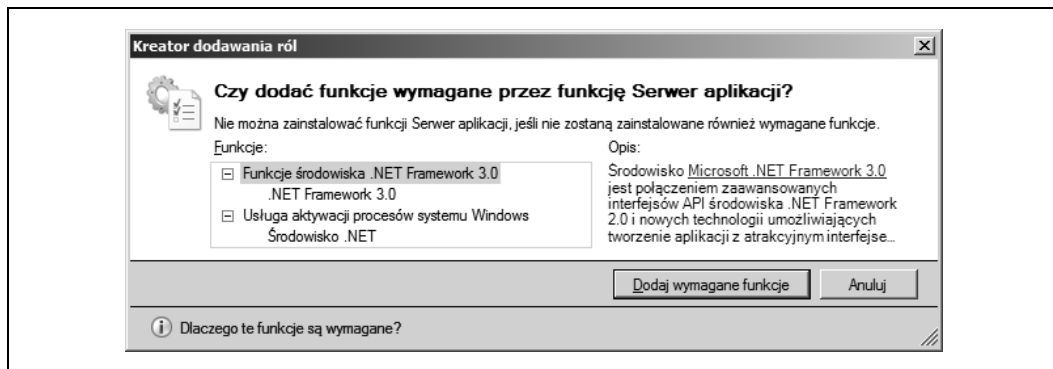 Kreator dodawania ról
Czy dodać funkcje wymagane przez funkcję Serwer aplikacji?
Nie można zainstalować funkcji Serwer aplikacji, jeśli nie zostaną zainstalowane również wymagane funkcje.
Funkcje:
Funkcje środowiska .NET Framework 3.0
.NET Framework 3.0
Usługa aktywacji procesów systemu Windows
Środowisko .NET
Opis:
Środowisko Microsoft .NET Framework 3.0
jest połączeniem zaawansowanych
interfejsów API środowiska .NET Framework
2.0 i nowych technologii umożliwiających
tworzenie aplikacji z atrakcyjnym interfejse...
Dodaj wymagane funkcje
Anuluj
Dlaczego te funkcje są wymagane?